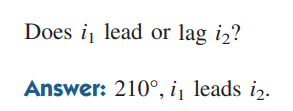 Does i₁ lead or lag i₂?
Answer: 210°, i₁ leads i₂.